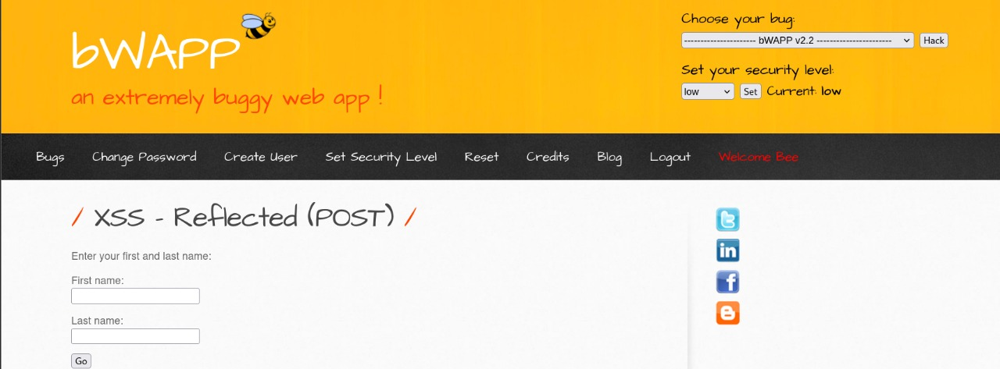 bWAPP
an extremely buggy web app !
Choose your bug:
---------------------- bWAPP v2.2 ----------------------- Hack
Set your security level:
low Set Current: low
Bugs Change Password Create User Set Security Level Reset Credits Blog Logout Welcome Bee
/ XSS - Reflected (POST) /
Enter your first and last name:
First name:
Last name:
Go